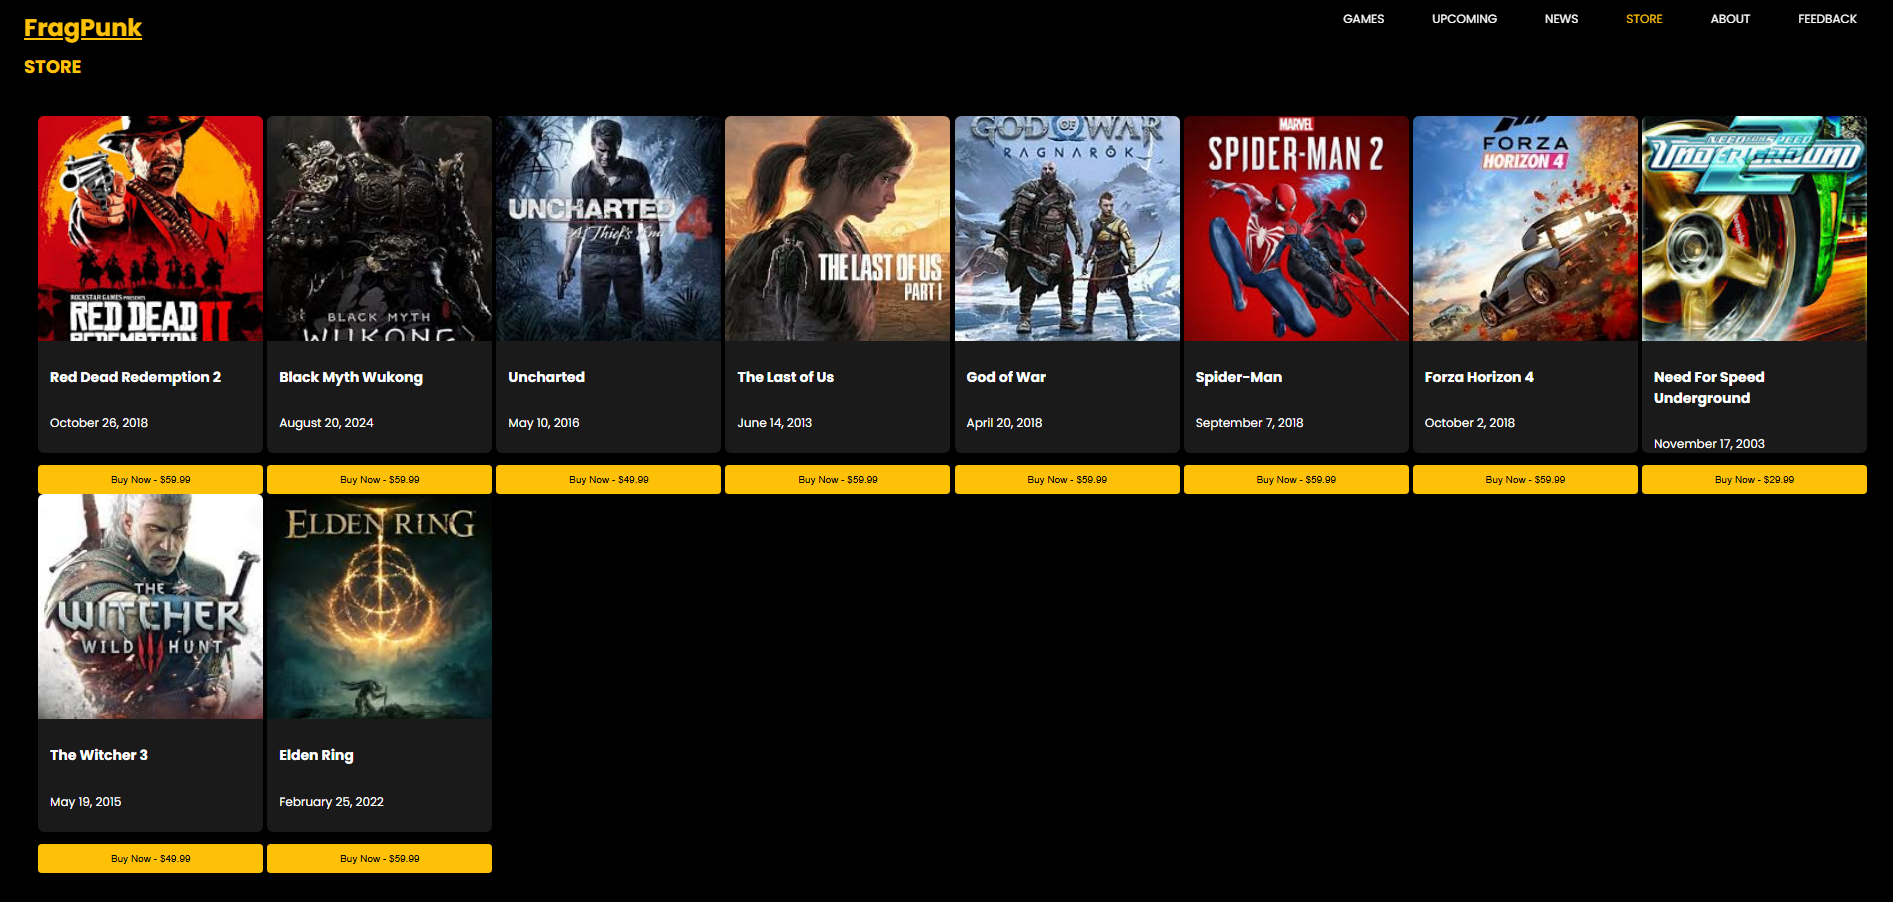 FragPunk
GAMES UPCOMING NEWS STORE ABOUT FEEDBACK
STORE
ROCKSTAR GAMES PRESENTS
RED DEAD
REDEMPTION II
BLACK MYTH
WUKONG
UNCHARTED 4
A Thief's End
THE LAST OF US
PART I
GOD OF WAR
RAGNARÖK
MARVEL
SPIDER-MAN 2
FORZA
HORIZON 4
NEED FOR SPEED
UNDERGROUND
2
Red Dead Redemption 2
October 26, 2018
Buy Now - $59.99
Black Myth Wukong
August 20, 2024
Buy Now - $59.99
Uncharted
May 10, 2016
Buy Now - $49.99
The Last of Us
June 14, 2013
Buy Now - $59.99
God of War
April 20, 2018
Buy Now - $59.99
Spider-Man
September 7, 2018
Buy Now - $59.99
Forza Horizon 4
October 2, 2018
Buy Now - $59.99
Need For Speed
Underground
November 17, 2003
Buy Now - $29.99
THE
WITCHER
WILD HUNT
ELDEN RING
The Witcher 3
May 19, 2015
Buy Now - $49.99
Elden Ring
February 25, 2022
Buy Now - $59.99